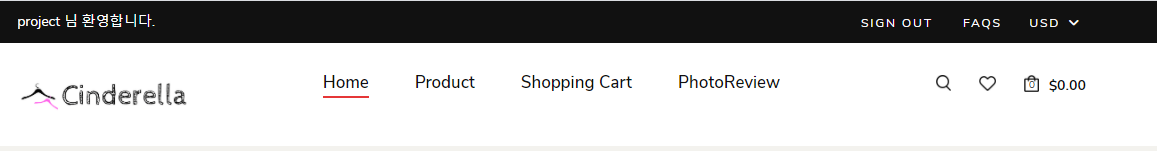 project 님 환영합니다. SIGN OUT FAQS USD
Cinderella Home Product Shopping Cart PhotoReview 0 $0.00